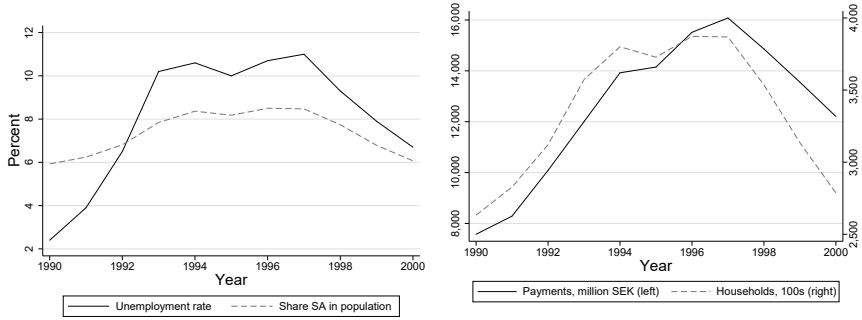 12
10
8
6
4
2
Percent
1990 1992 1994 1996 1998 2000
Year
Unemployment rate Share SA in population
16,000
14,000
12,000
10,000
8,000
4,000
3,500
3,000
2,500
1990 1992 1994 1996 1998 2000
Year
Payments, million SEK (left) Households, 100s (right)